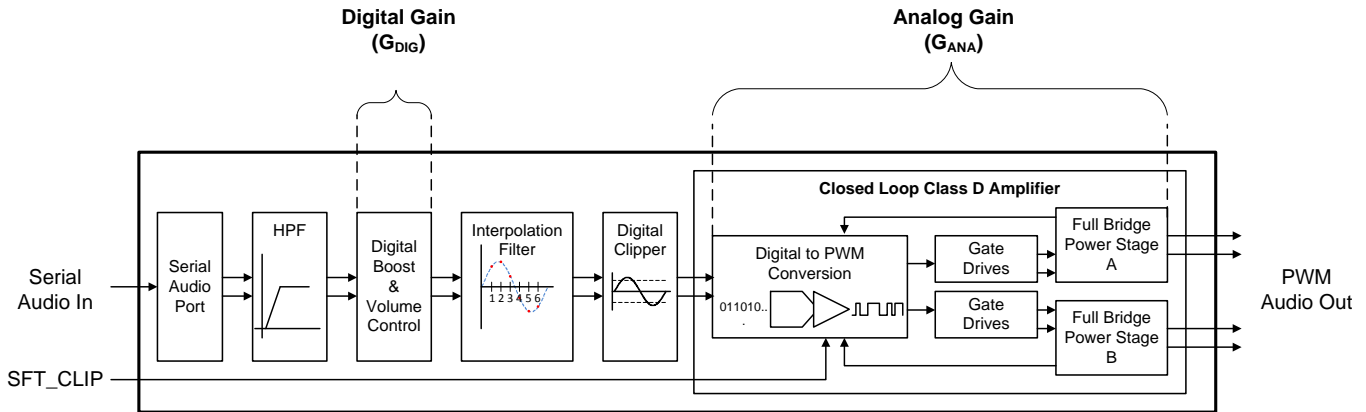 Digital Gain
(GDIG)
Analog Gain
(GANA)
Closed Loop Class D Amplifier
Serial
Audio In
Serial
Audio
Port
HPF
Digital
Boost
&
Volume
Control
Interpolation
Filter
1 2 3 4 5 6
Digital
Clipper
Digital to PWM
Conversion
011010..
.
Gate
Drives
Gate
Drives
Full Bridge
Power Stage
A
Full Bridge
Power Stage
B
PWM
Audio Out
SFT_CLIP